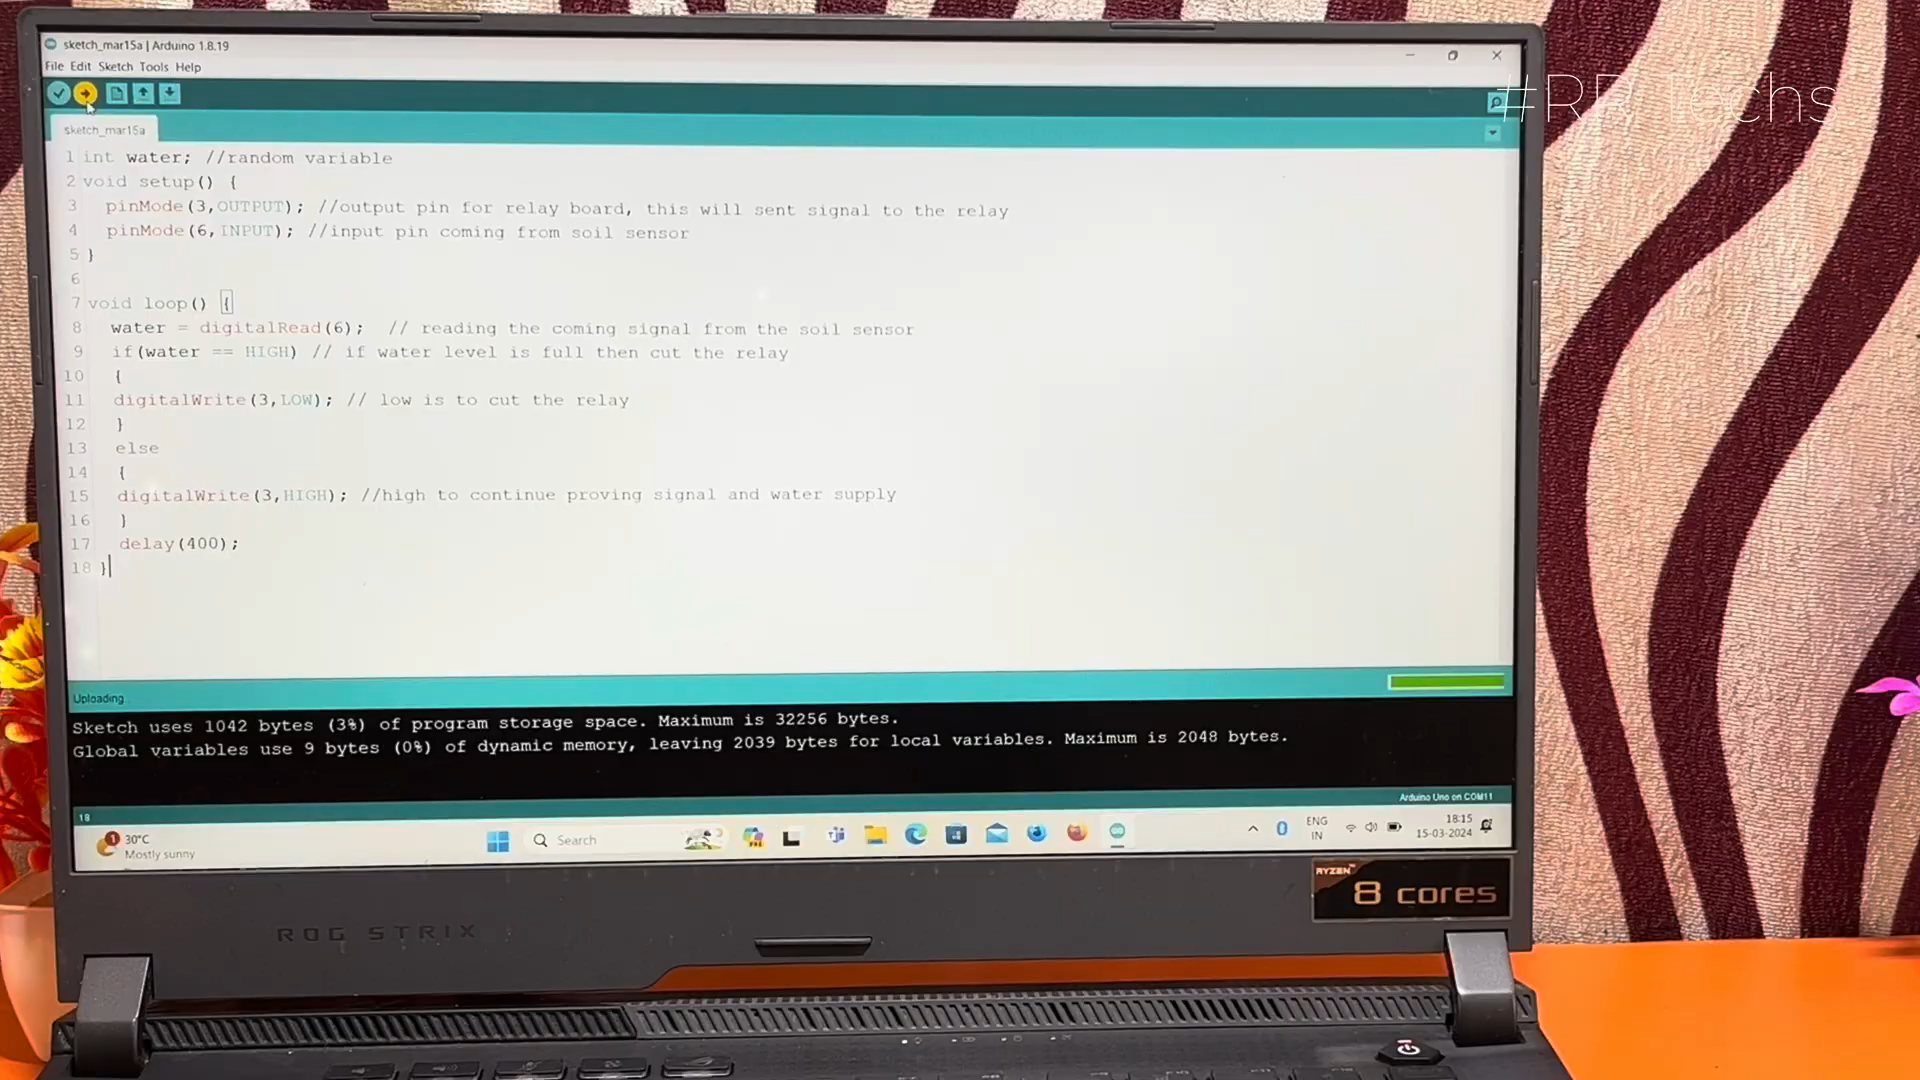 sketch_mar15a | Arduino 1.8.19
File Edit Sketch Tools Help
#RR Techs
sketch_mar15a
1 int water; //random variable
2 void setup() {
3 pinMode(3,OUTPUT); //output pin for relay board, this will sent signal to the relay
4 pinMode(6,INPUT); //input pin coming from soil sensor
5 }
6
7 void loop() {
8 water = digitalRead(6); // reading the coming signal from the soil sensor
9 if(water == HIGH) // if water level is full then cut the relay
10 {
11 digitalWrite(3,LOW); // low is to cut the relay
12 }
13 else
14 {
15 digitalWrite(3,HIGH); //high to continue proving signal and water supply
16 }
17 delay(400);
18 }
Uploading
Sketch uses 1042 bytes (3%) of program storage space. Maximum is 32256 bytes.
Global variables use 9 bytes (0%) of dynamic memory, leaving 2039 bytes for local variables. Maximum is 2048 bytes.
18
Arduino Uno on COM11
1
30°C
Mostly sunny
Search
ENG
IN
18:15
15-03-2024
RYZEN
8 cores
ROG STRIX